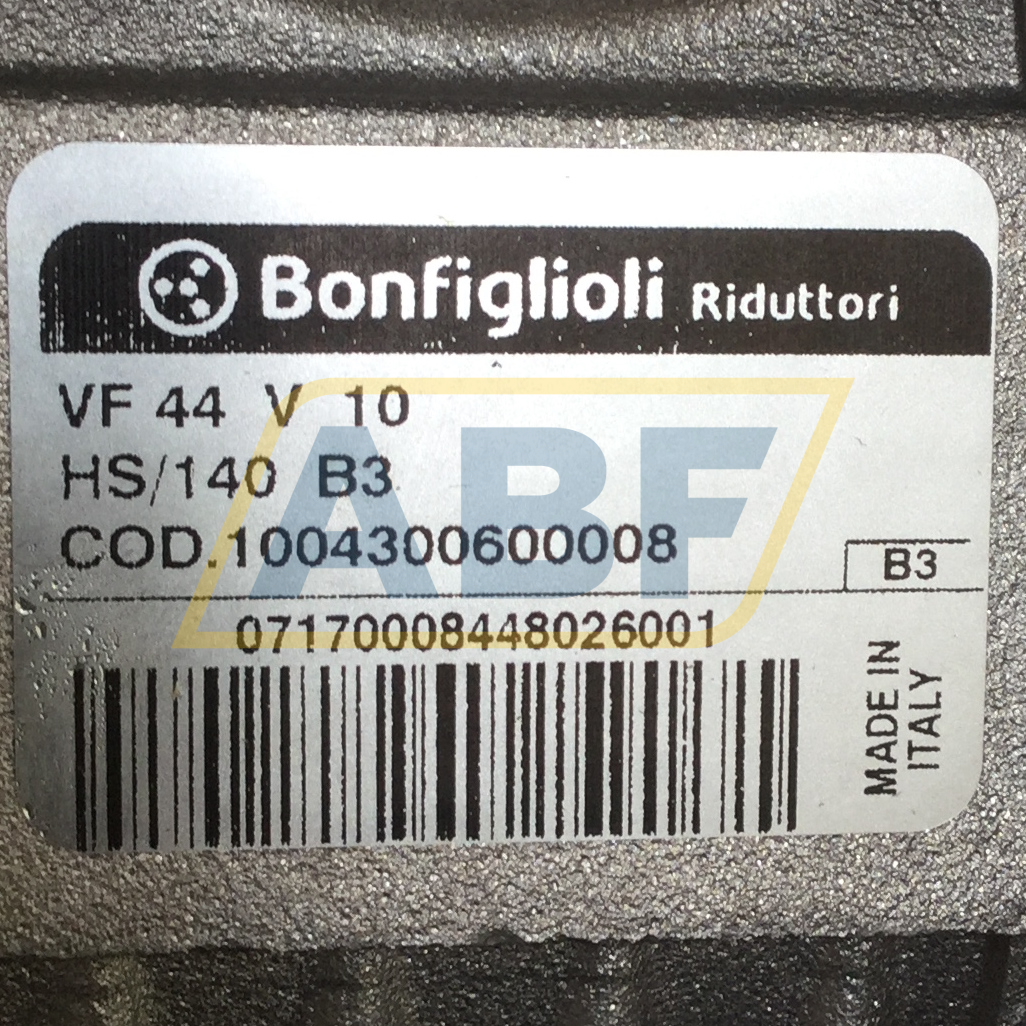 Bonfiglioli Riduttori
VF 44 V 10
HS/140 B3
COD.1004300600008
B3
07170008448026001
MADE IN
ITALY
ABF